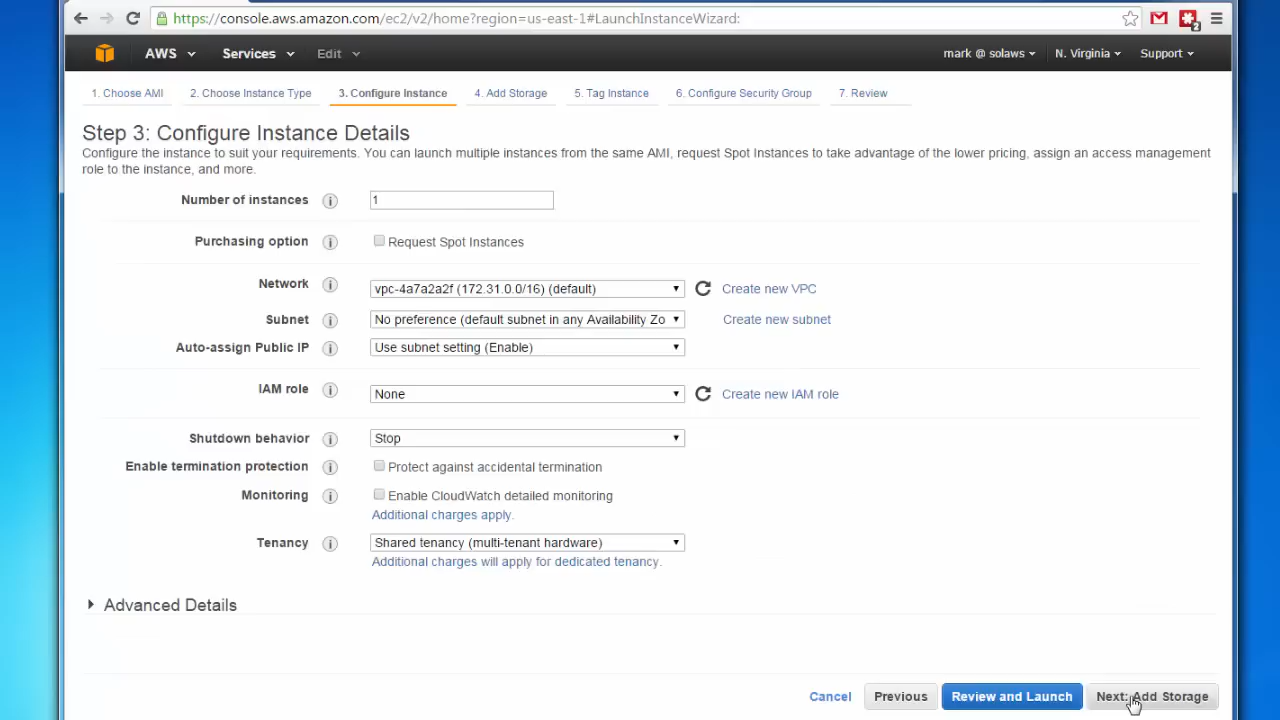 https://console.aws.amazon.com/ec2/v2/home?region=us-east-1#LaunchInstanceWizard:
2
AWS Services Edit mark @ solaws N. Virginia Support
1. Choose AMI 2. Choose Instance Type 3. Configure Instance 4. Add Storage 5. Tag Instance 6. Configure Security Group 7. Review
Step 3: Configure Instance Details
Configure the instance to suit your requirements. You can launch multiple instances from the same AMI, request Spot Instances to take advantage of the lower pricing, assign an access management
role to the instance, and more.
Number of instances i 1
Purchasing option i Request Spot Instances
Network i vpc-4a7a2a2f (172.31.0.0/16) (default) Create new VPC
Subnet i No preference (default subnet in any Availability Zo Create new subnet
Auto-assign Public IP i Use subnet setting (Enable)
IAM role i None Create new IAM role
Shutdown behavior i Stop
Enable termination protection i Protect against accidental termination
Monitoring i Enable CloudWatch detailed monitoring
Additional charges apply.
Tenancy i Shared tenancy (multi-tenant hardware)
Additional charges will apply for dedicated tenancy.
Advanced Details
Cancel Previous Review and Launch Next: Add Storage